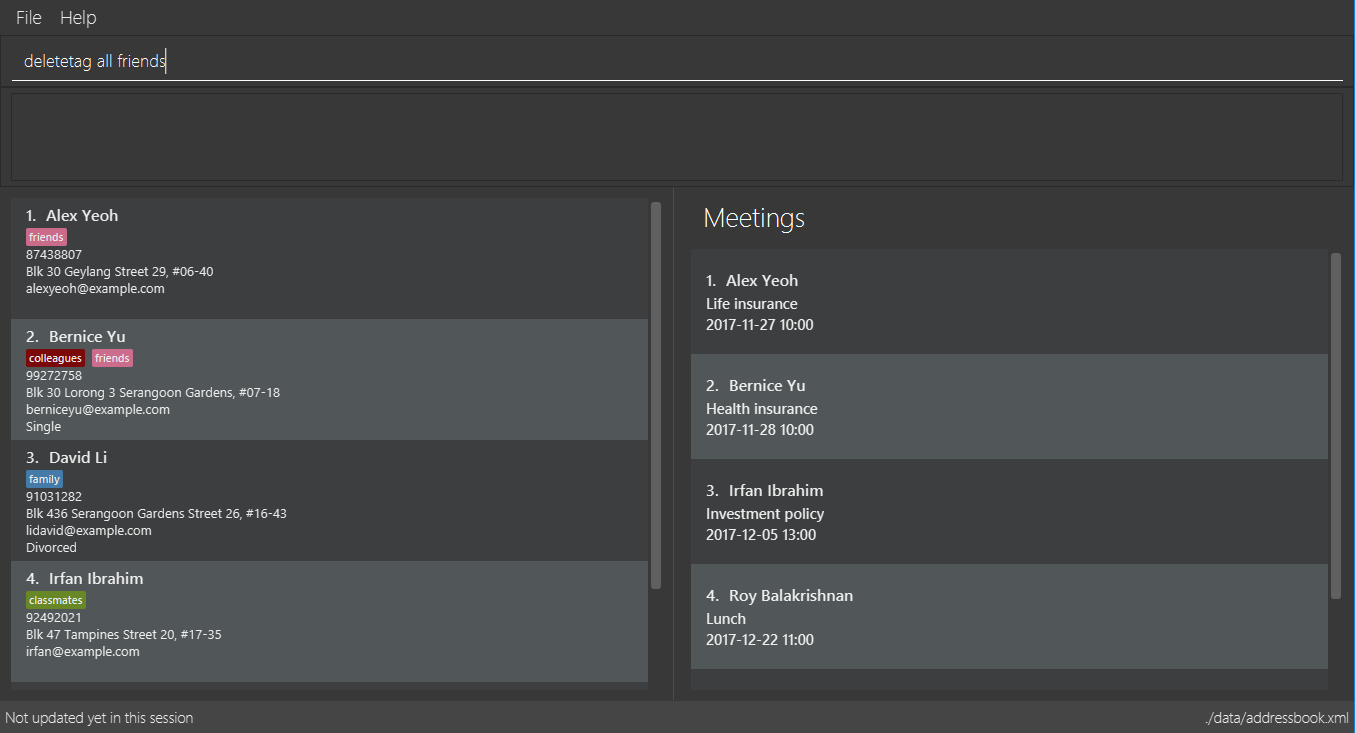 File Help
deletetag all friends
1. Alex Yeoh
friends
87438807
Blk 30 Geylang Street 29, #06-40
alexyeoh@example.com
2. Bernice Yu
colleagues friends
99272758
Blk 30 Lorong 3 Serangoon Gardens, #07-18
berniceyu@example.com
Single
3. David Li
family
91031282
Blk 436 Serangoon Gardens Street 26, #16-43
lidavid@example.com
Divorced
4. Irfan Ibrahim
classmates
92492021
Blk 47 Tampines Street 20, #17-35
irfan@example.com
Meetings
1. Alex Yeoh
Life insurance
2017-11-27 10:00
2. Bernice Yu
Health insurance
2017-11-28 10:00
3. Irfan Ibrahim
Investment policy
2017-12-05 13:00
4. Roy Balakrishnan
Lunch
2017-12-22 11:00
Not updated yet in this session
./data/addressbook.xml